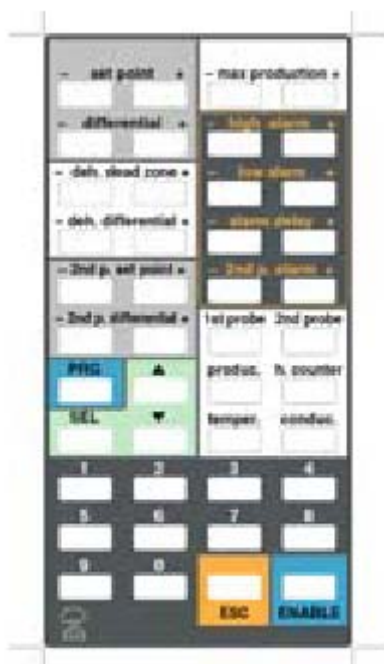 - set point +
- max production +
- differential +
- high alarm +
- deh. dead zone +
- low alarm +
- deh. differential +
- alarm delay +
- 2nd p. set point +
- 2nd p. alarm +
- 2nd p. differential +
1st probe 2nd probe
PRG ▲
produc. h. counter
SEL ▼
temper. conduc.
1 2 3 4
5 6 7 8
9 0
ESC ENABLE